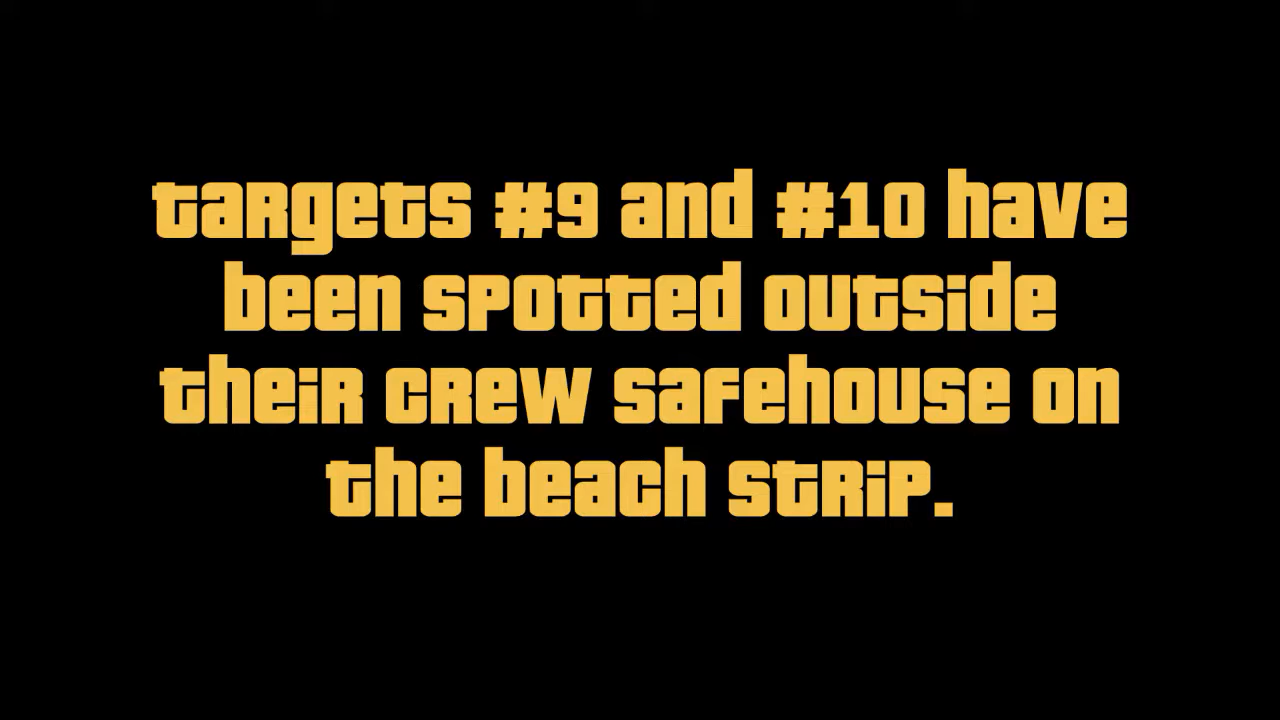 targets #9 and #10 have
been spotted outside
their crew safehouse on
the beach strip.